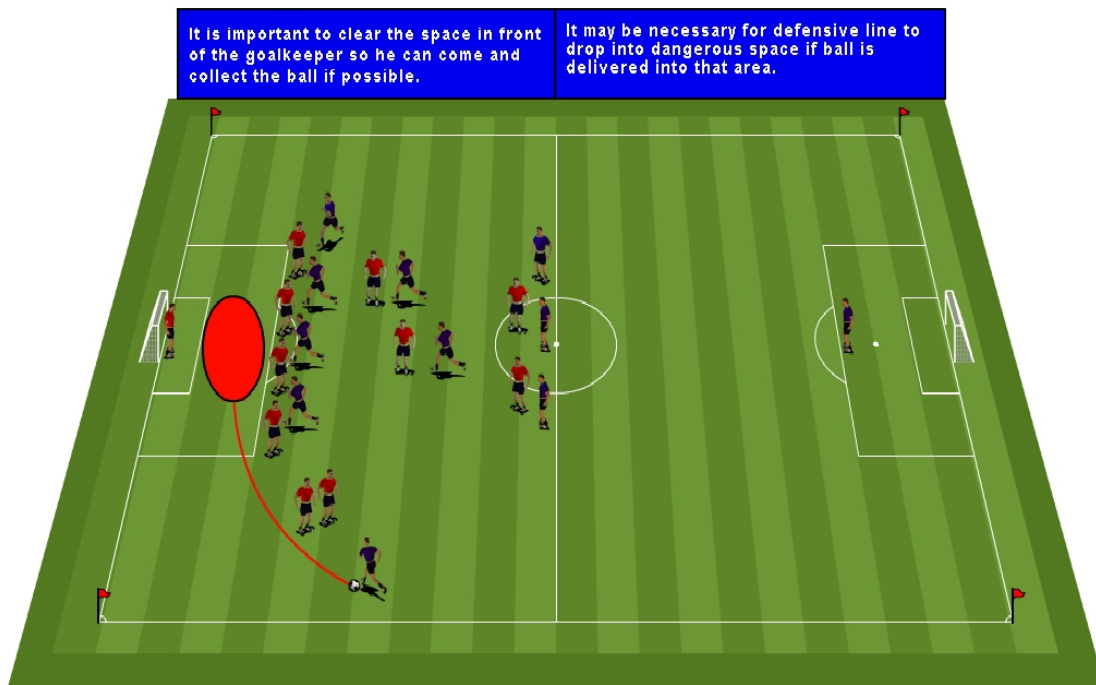 It is important to clear the space in front
of the goalkeeper so he can come and
collect the ball if possible.
It may be necessary for defensive line to
drop into dangerous space if ball is
delivered into that area.